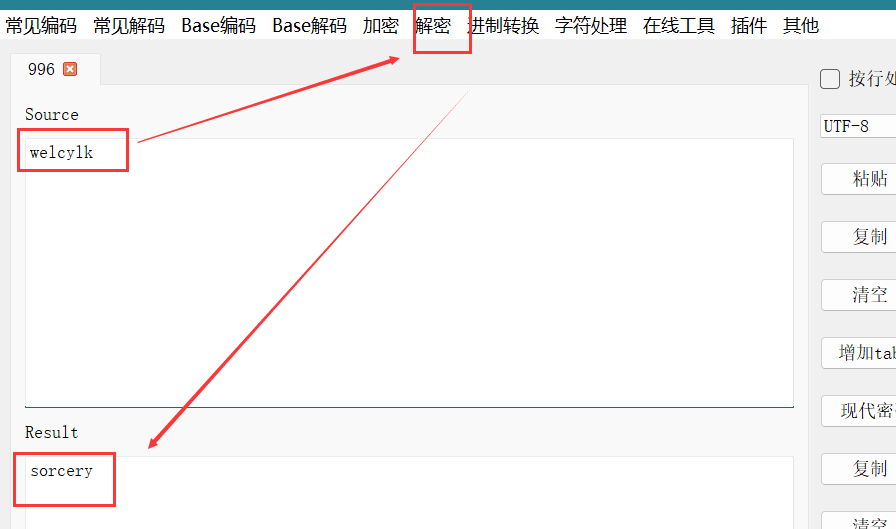 常见编码 常见解码 Base编码 Base解码 加密 解密 进制转换 字符处理 在线工具 插件 其他
996
按行处
Source
UTF-8
welcylk
粘贴
复制
清空
增加tab
现代密
Result
复制
sorcery
清空